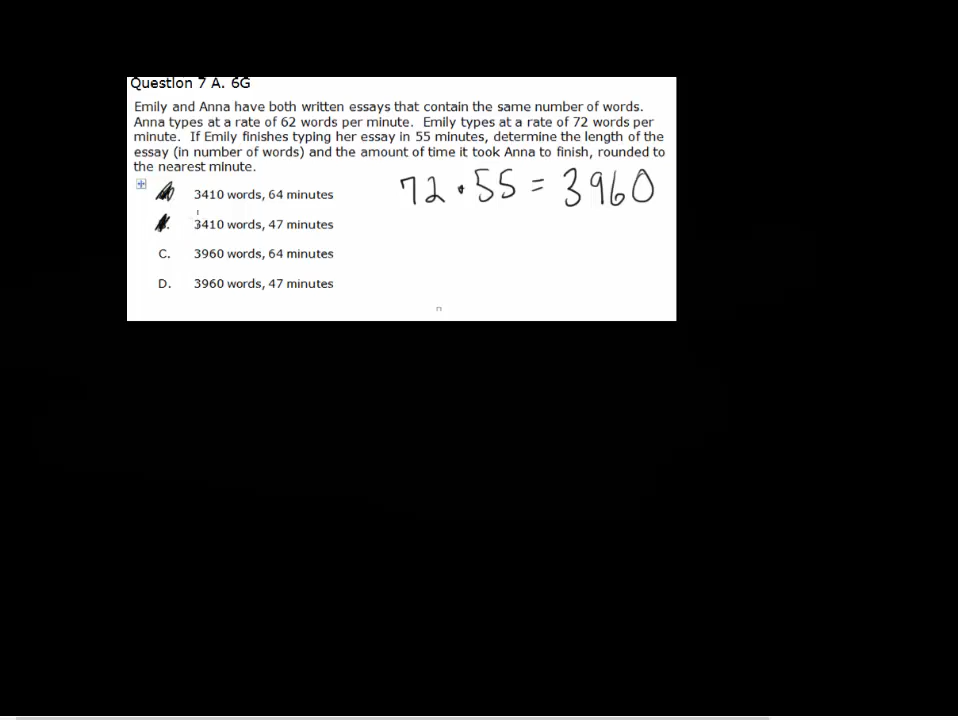 Question 7 A. 6G
Emily and Anna have both written essays that contain the same number of words.
Anna types at a rate of 62 words per minute. Emily types at a rate of 72 words per
minute. If Emily finishes typing her essay in 55 minutes, determine the length of the
essay (in number of words) and the amount of time it took Anna to finish, rounded to
the nearest minute.
72 • 55 = 3960
3410 words, 64 minutes
3410 words, 47 minutes
C. 3960 words, 64 minutes
D. 3960 words, 47 minutes